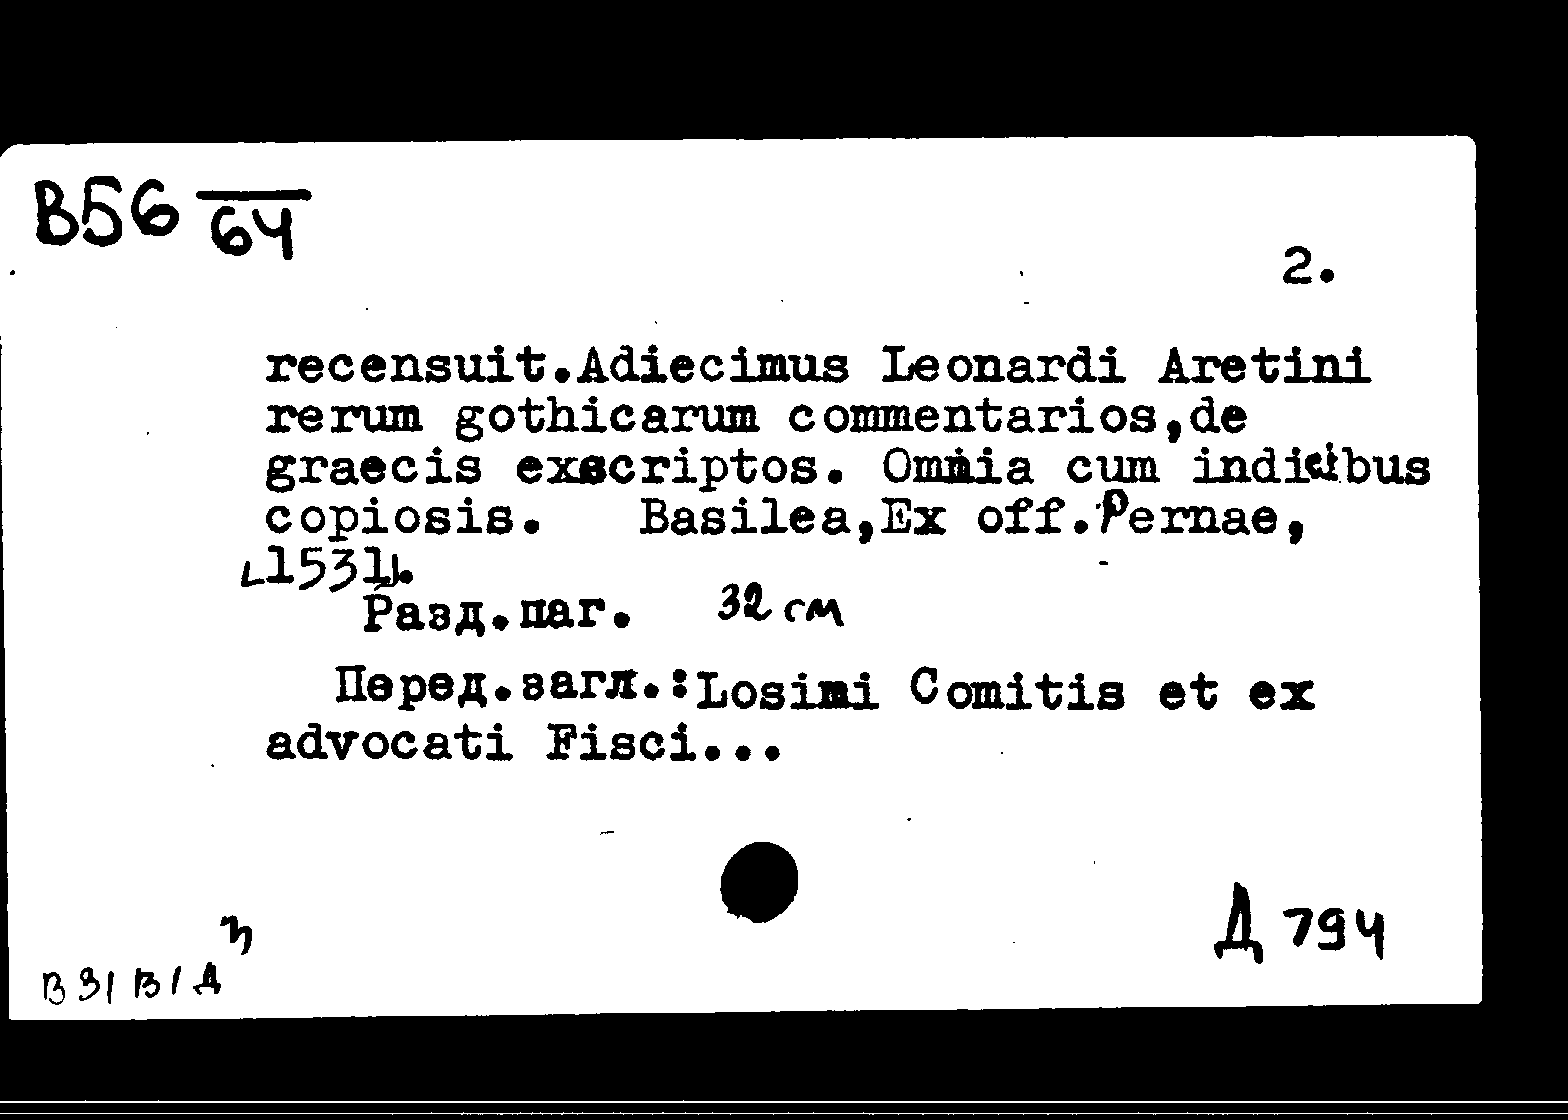 В56 64
2.
recensuit.Adiecimus Leonardi Aretini
rerum gothicarum commentarios,de
graecis exscriptos. Omnia cum indicibus
copiosis. Basilea,Ex off.Pernae,
[1531].
Разд.паг. 32 см
Перед.загл.:Losimi Comitis et ex
advocati Fisci...
Д 794